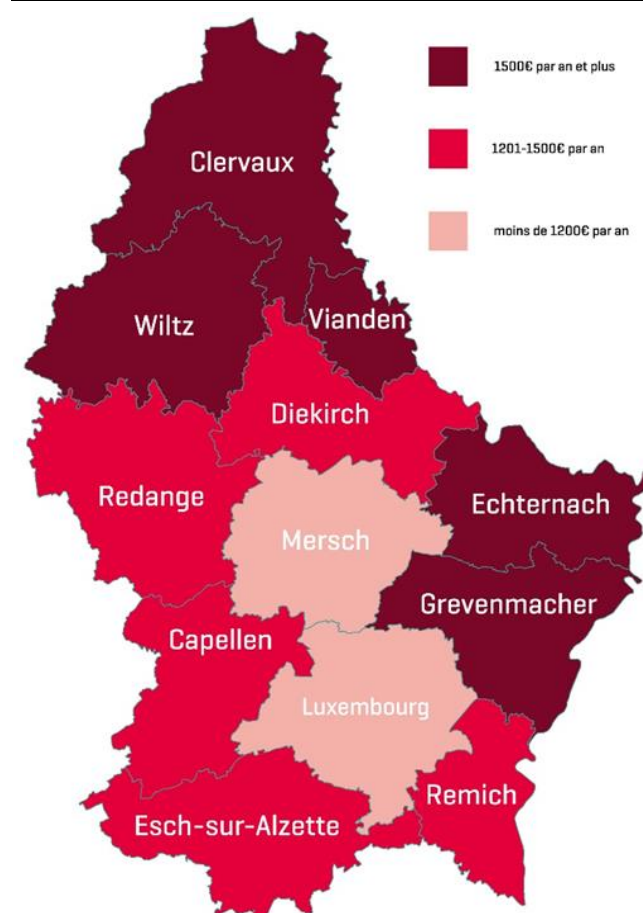 1500€ par an et plus
1201-1500€ par an
moins de 1200€ par an
Clervaux
Wiltz
Vianden
Diekirch
Redange
Echternach
Mersch
Grevenmacher
Capellen
Luxembourg
Remich
Esch-sur-Alzette